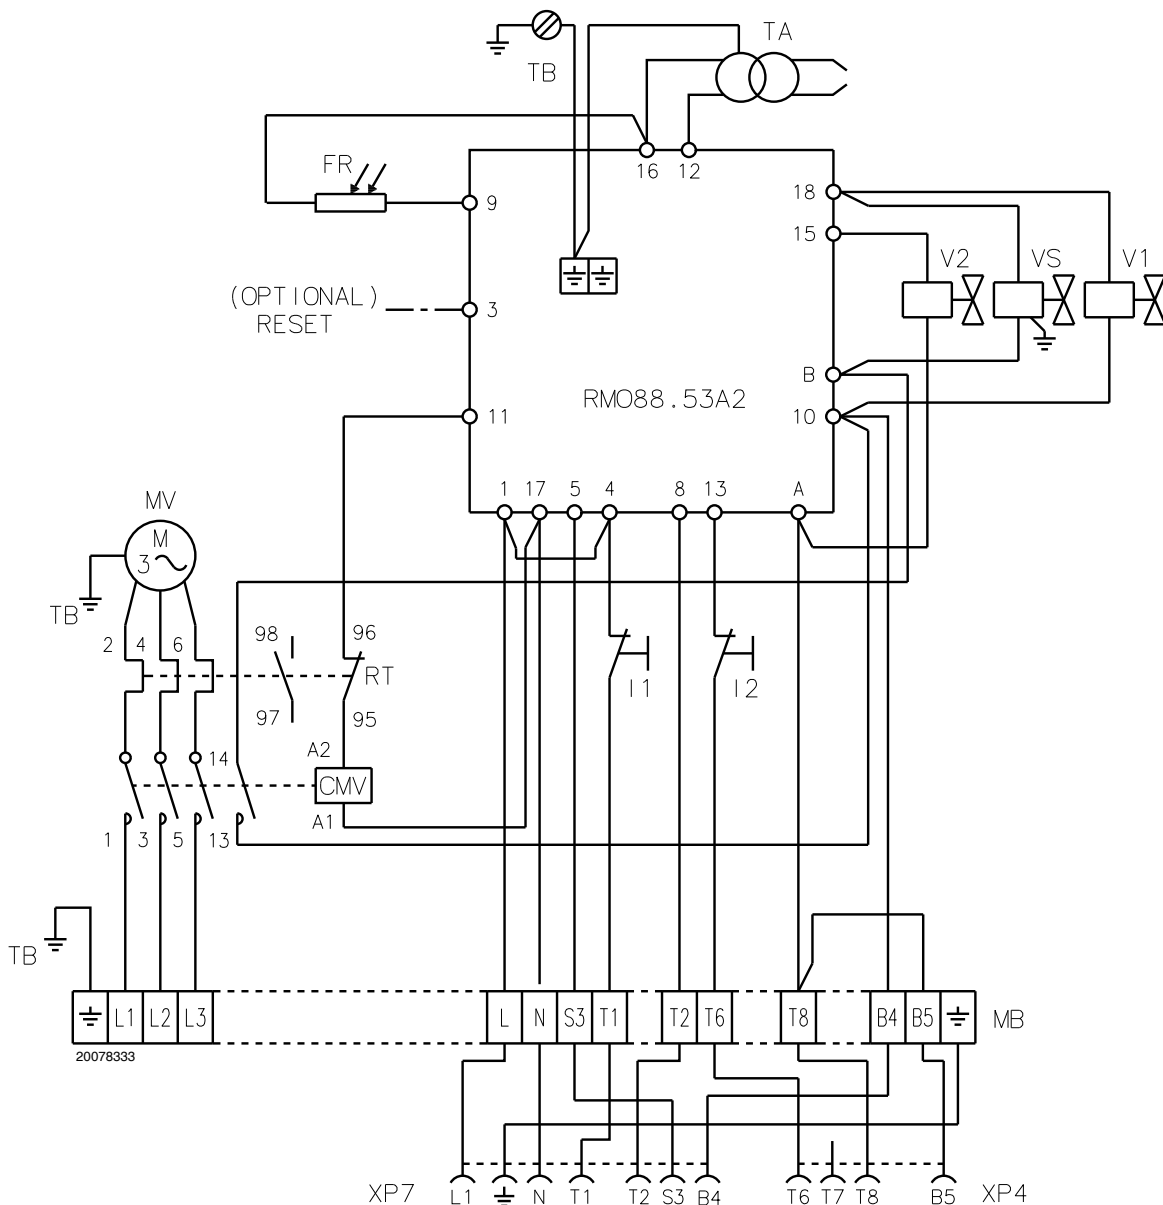 TA
TB
16 12
FR
9
18
15
V2 VS V1
(OPTIONAL)
RESET
3
B
RMO88.53A2
11
10
1 17 5 4 8 13 A
MV
M
3
TB
2 4 6
98 96
RT
I1 I2
97 95
14
A2
CMV
A1
1 3 5 13
TB
L1 L2 L3 L N S3 T1 T2 T6 T8 B4 B5 MB
20078333
XP7 L1 N T1 T2 S3 B4 T6 T7 T8 B5 XP4